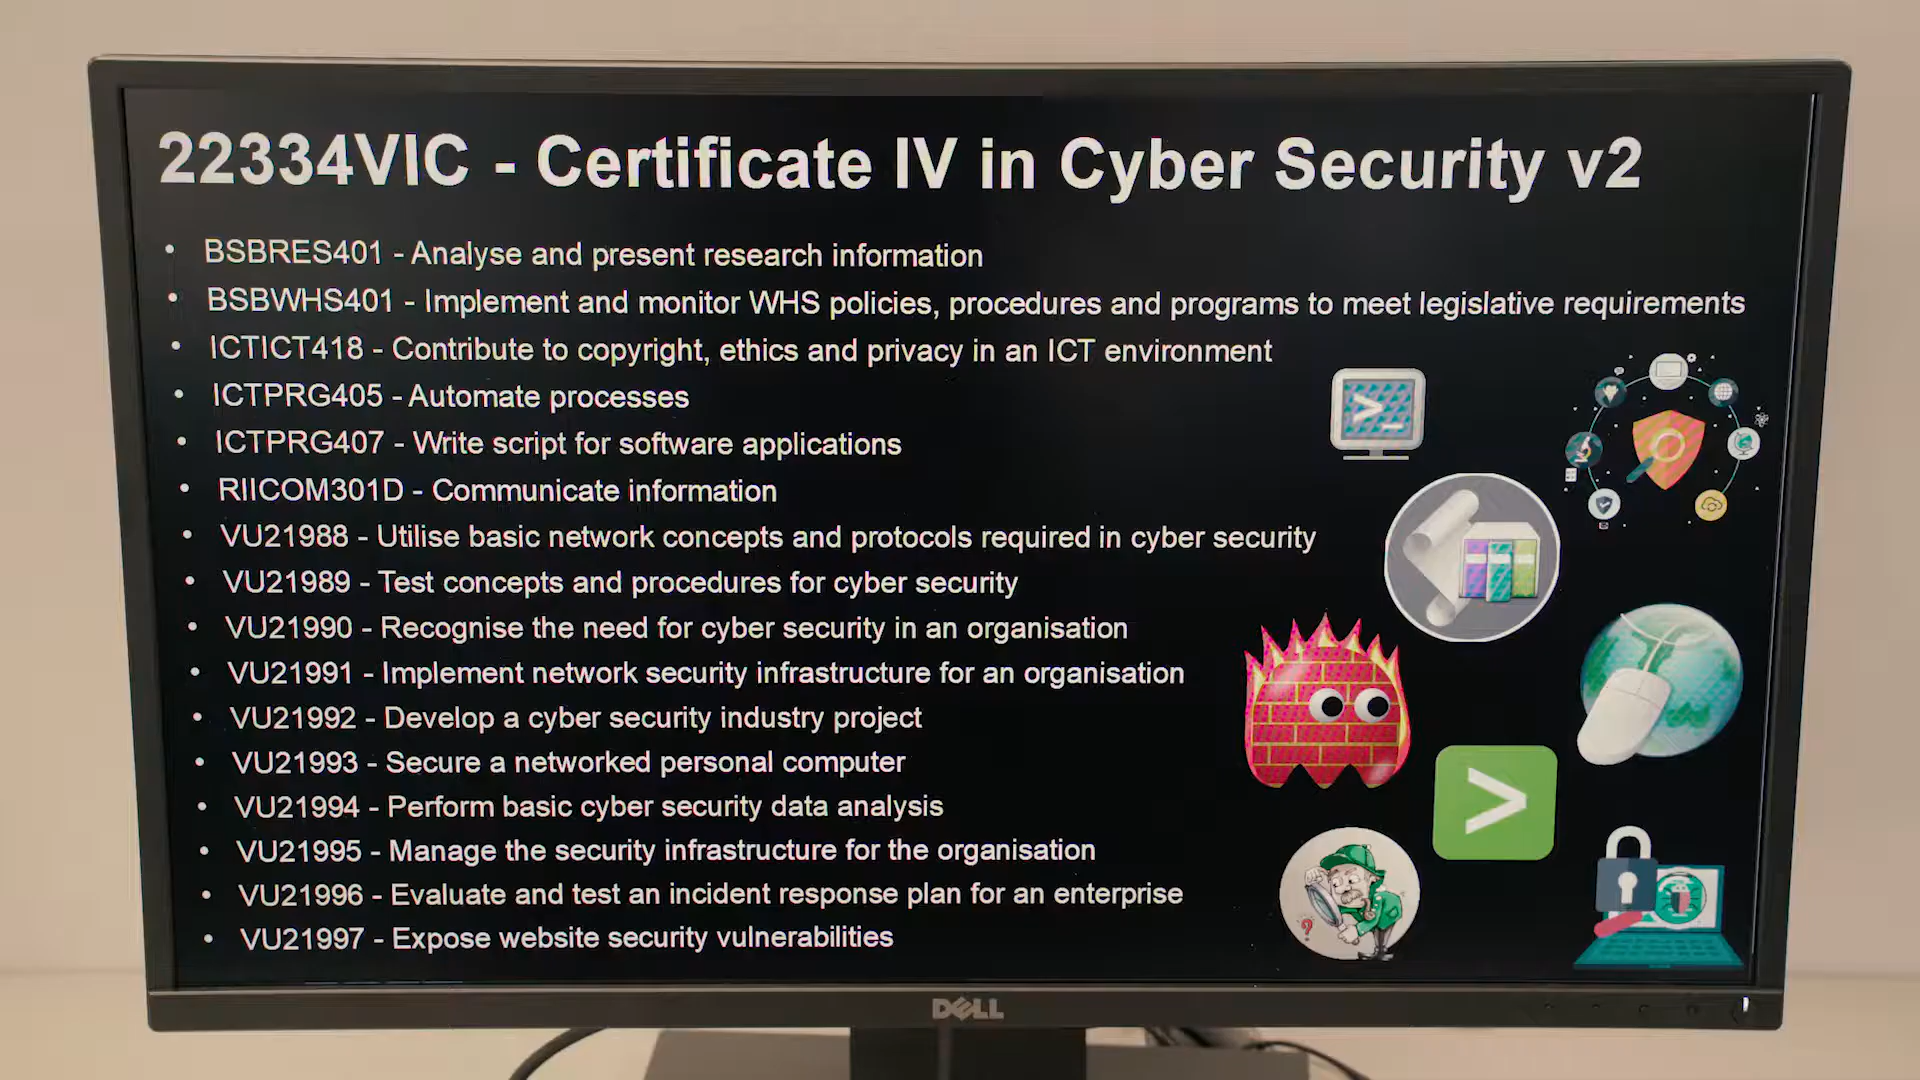 22334VIC - Certificate IV in Cyber Security v2
• BSBRES401 - Analyse and present research information
• BSBWHS401 - Implement and monitor WHS policies, procedures and programs to meet legislative requirements
• ICTICT418 - Contribute to copyright, ethics and privacy in an ICT environment
• ICTPRG405 - Automate processes
• ICTPRG407 - Write script for software applications
• RIICOM301D - Communicate information
• VU21988 - Utilise basic network concepts and protocols required in cyber security
• VU21989 - Test concepts and procedures for cyber security
• VU21990 - Recognise the need for cyber security in an organisation
• VU21991 - Implement network security infrastructure for an organisation
• VU21992 - Develop a cyber security industry project
• VU21993 - Secure a networked personal computer
• VU21994 - Perform basic cyber security data analysis
• VU21995 - Manage the security infrastructure for the organisation
• VU21996 - Evaluate and test an incident response plan for an enterprise
• VU21997 - Expose website security vulnerabilities
>_
>
?
DELL